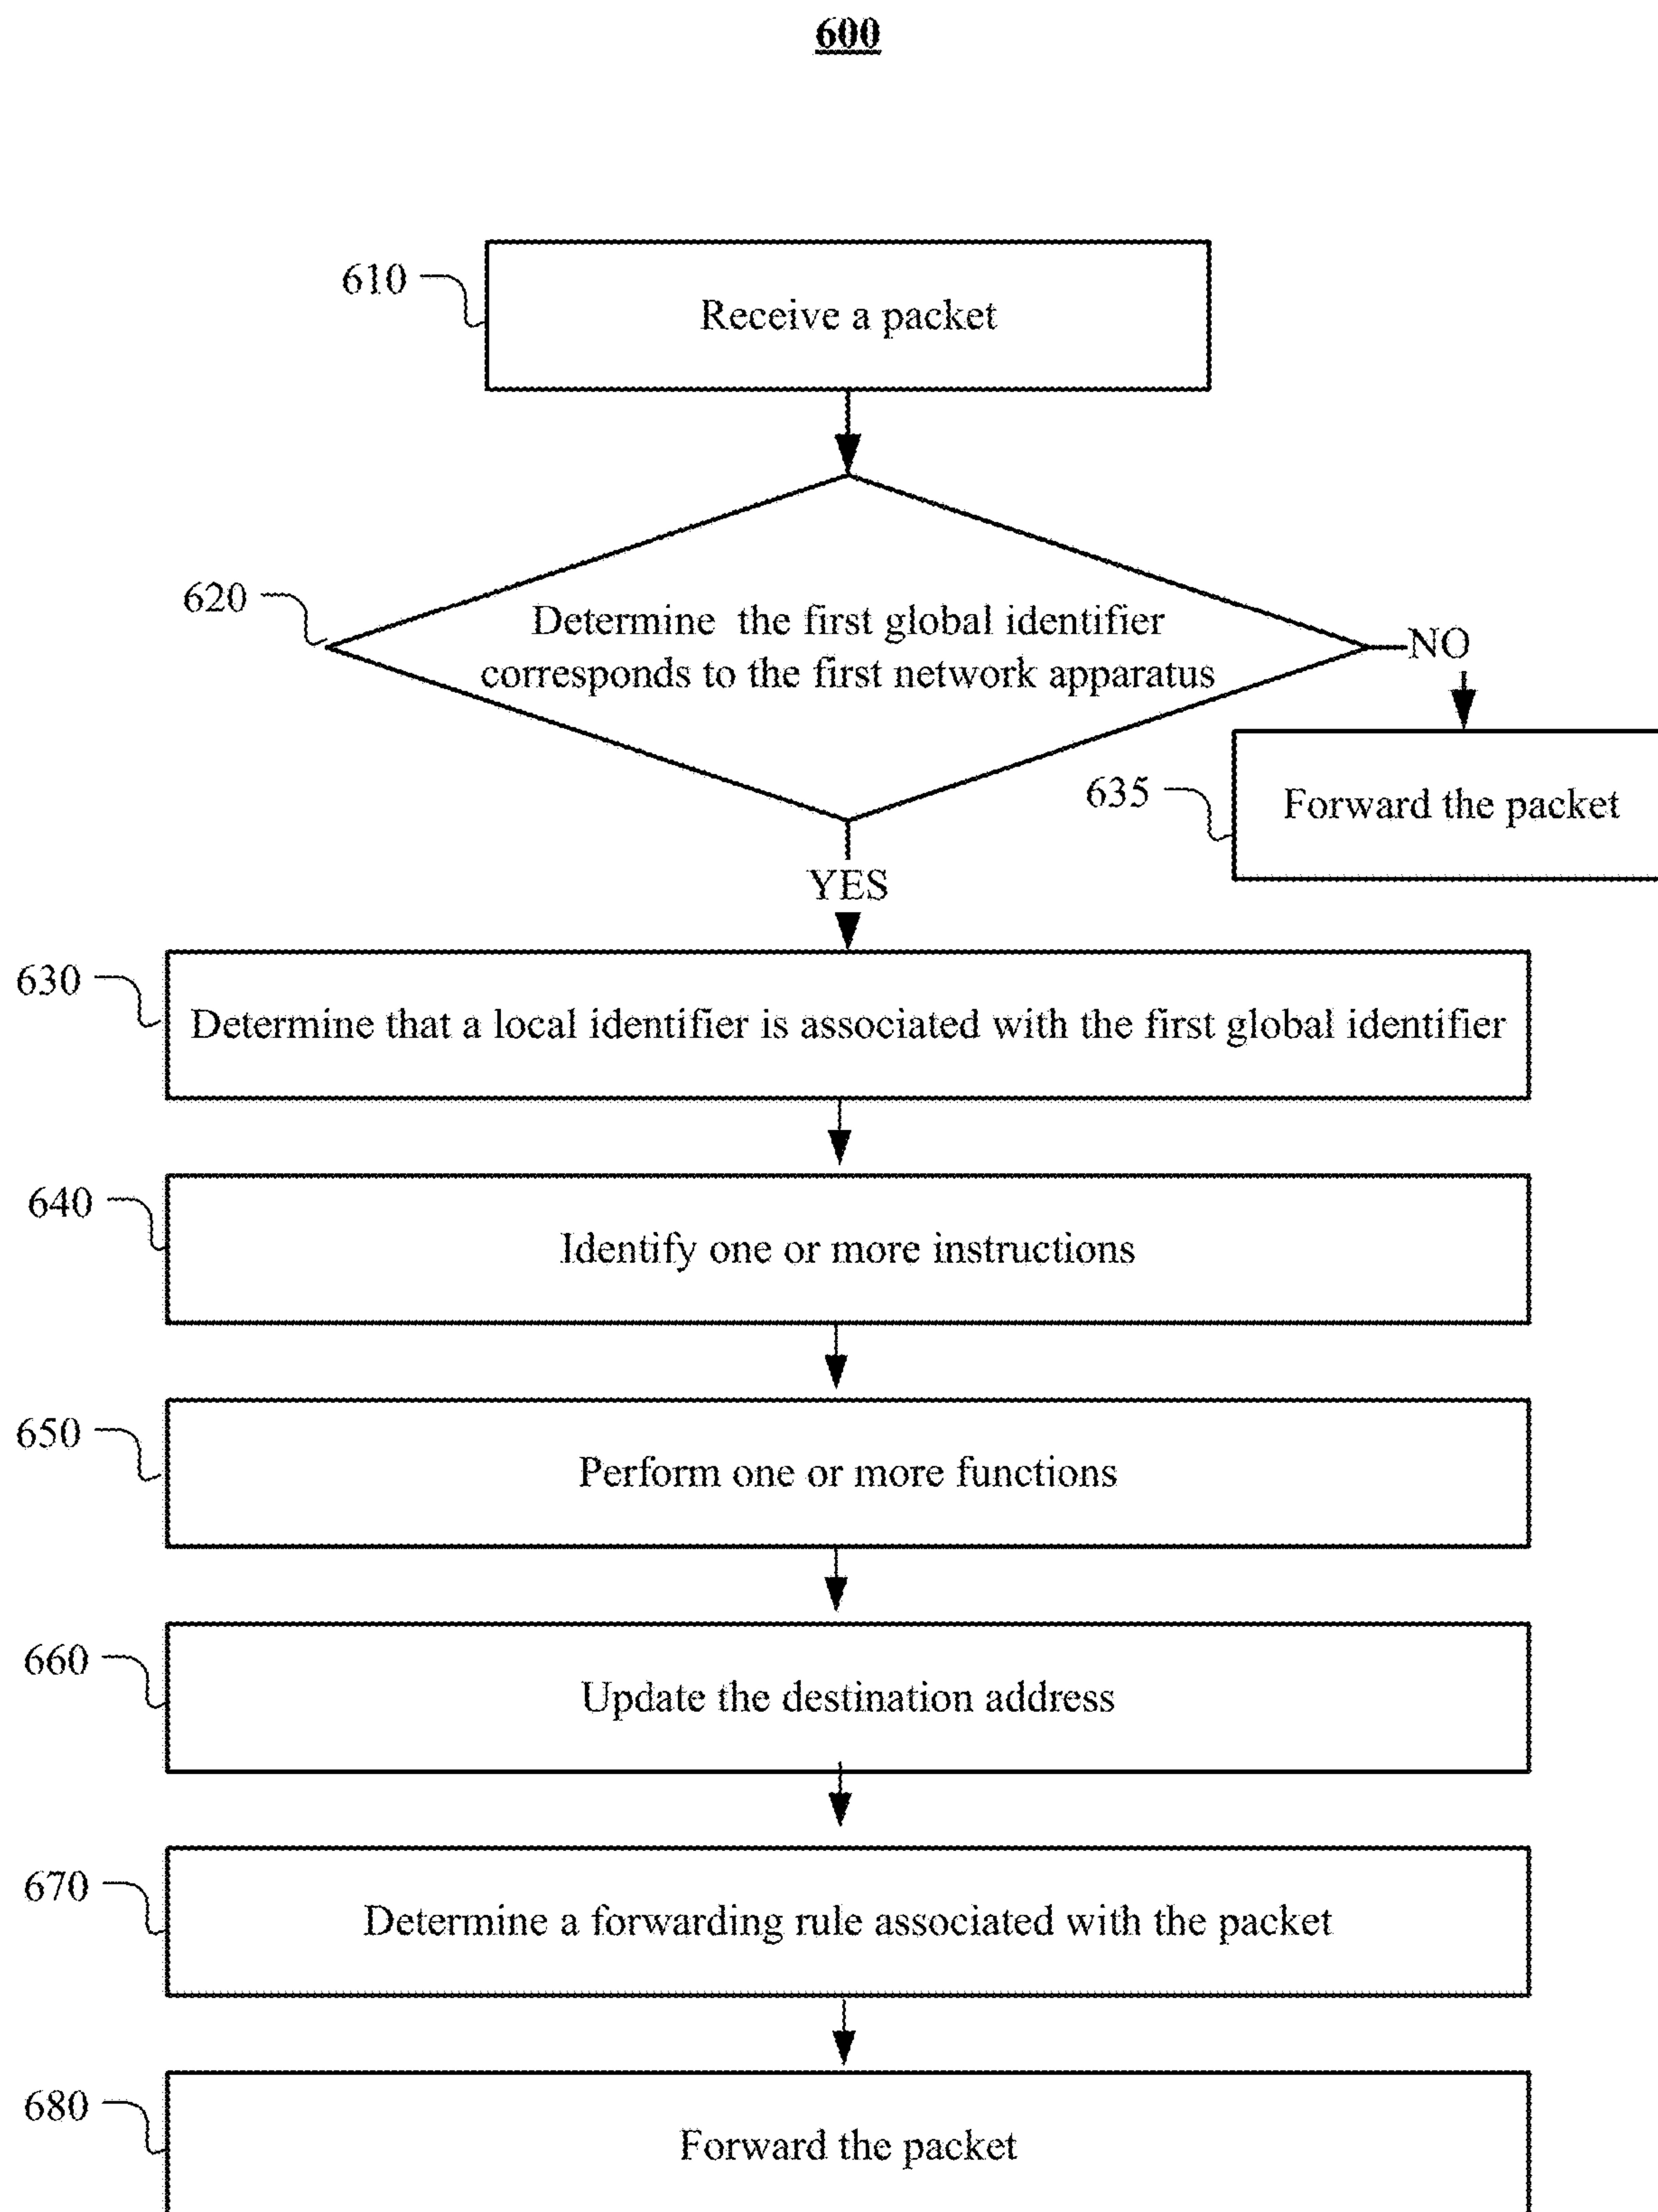 600
610
Receive a packet
620
Determine the first global identifier
corresponds to the first network apparatus
NO
635
Forward the packet
YES
630
Determine that a local identifier is associated with the first global identifier
640
Identify one or more instructions
650
Perform one or more functions
660
Update the destination address
670
Determine a forwarding rule associated with the packet
680
Forward the packet